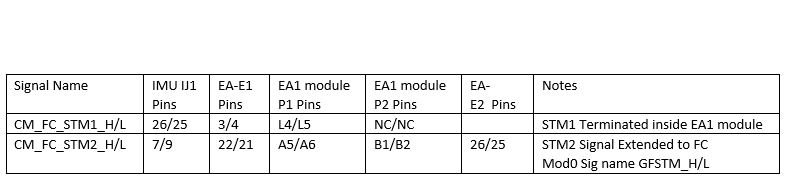 Signal Name IMU IJ1 EA-E1 EA1 module EA1 module EA- Notes
Pins Pins P1 Pins P2 Pins E2 Pins
CM_FC_STM1_H/L 26/25 3/4 L4/L5 NC/NC STM1 Terminated inside EA1 module
CM_FC_STM2_H/L 7/9 22/21 A5/A6 B1/B2 26/25 STM2 Signal Extended to FC
Mod0 Sig name GFSTM_H/L